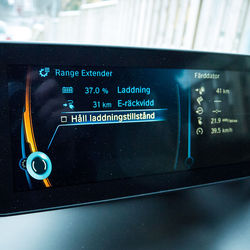 Range Extender
Färddator
37.0 % Laddning
41 km
31 km E-räckvidd
Håll laddningstillstånd
21.9
39.5 km/h